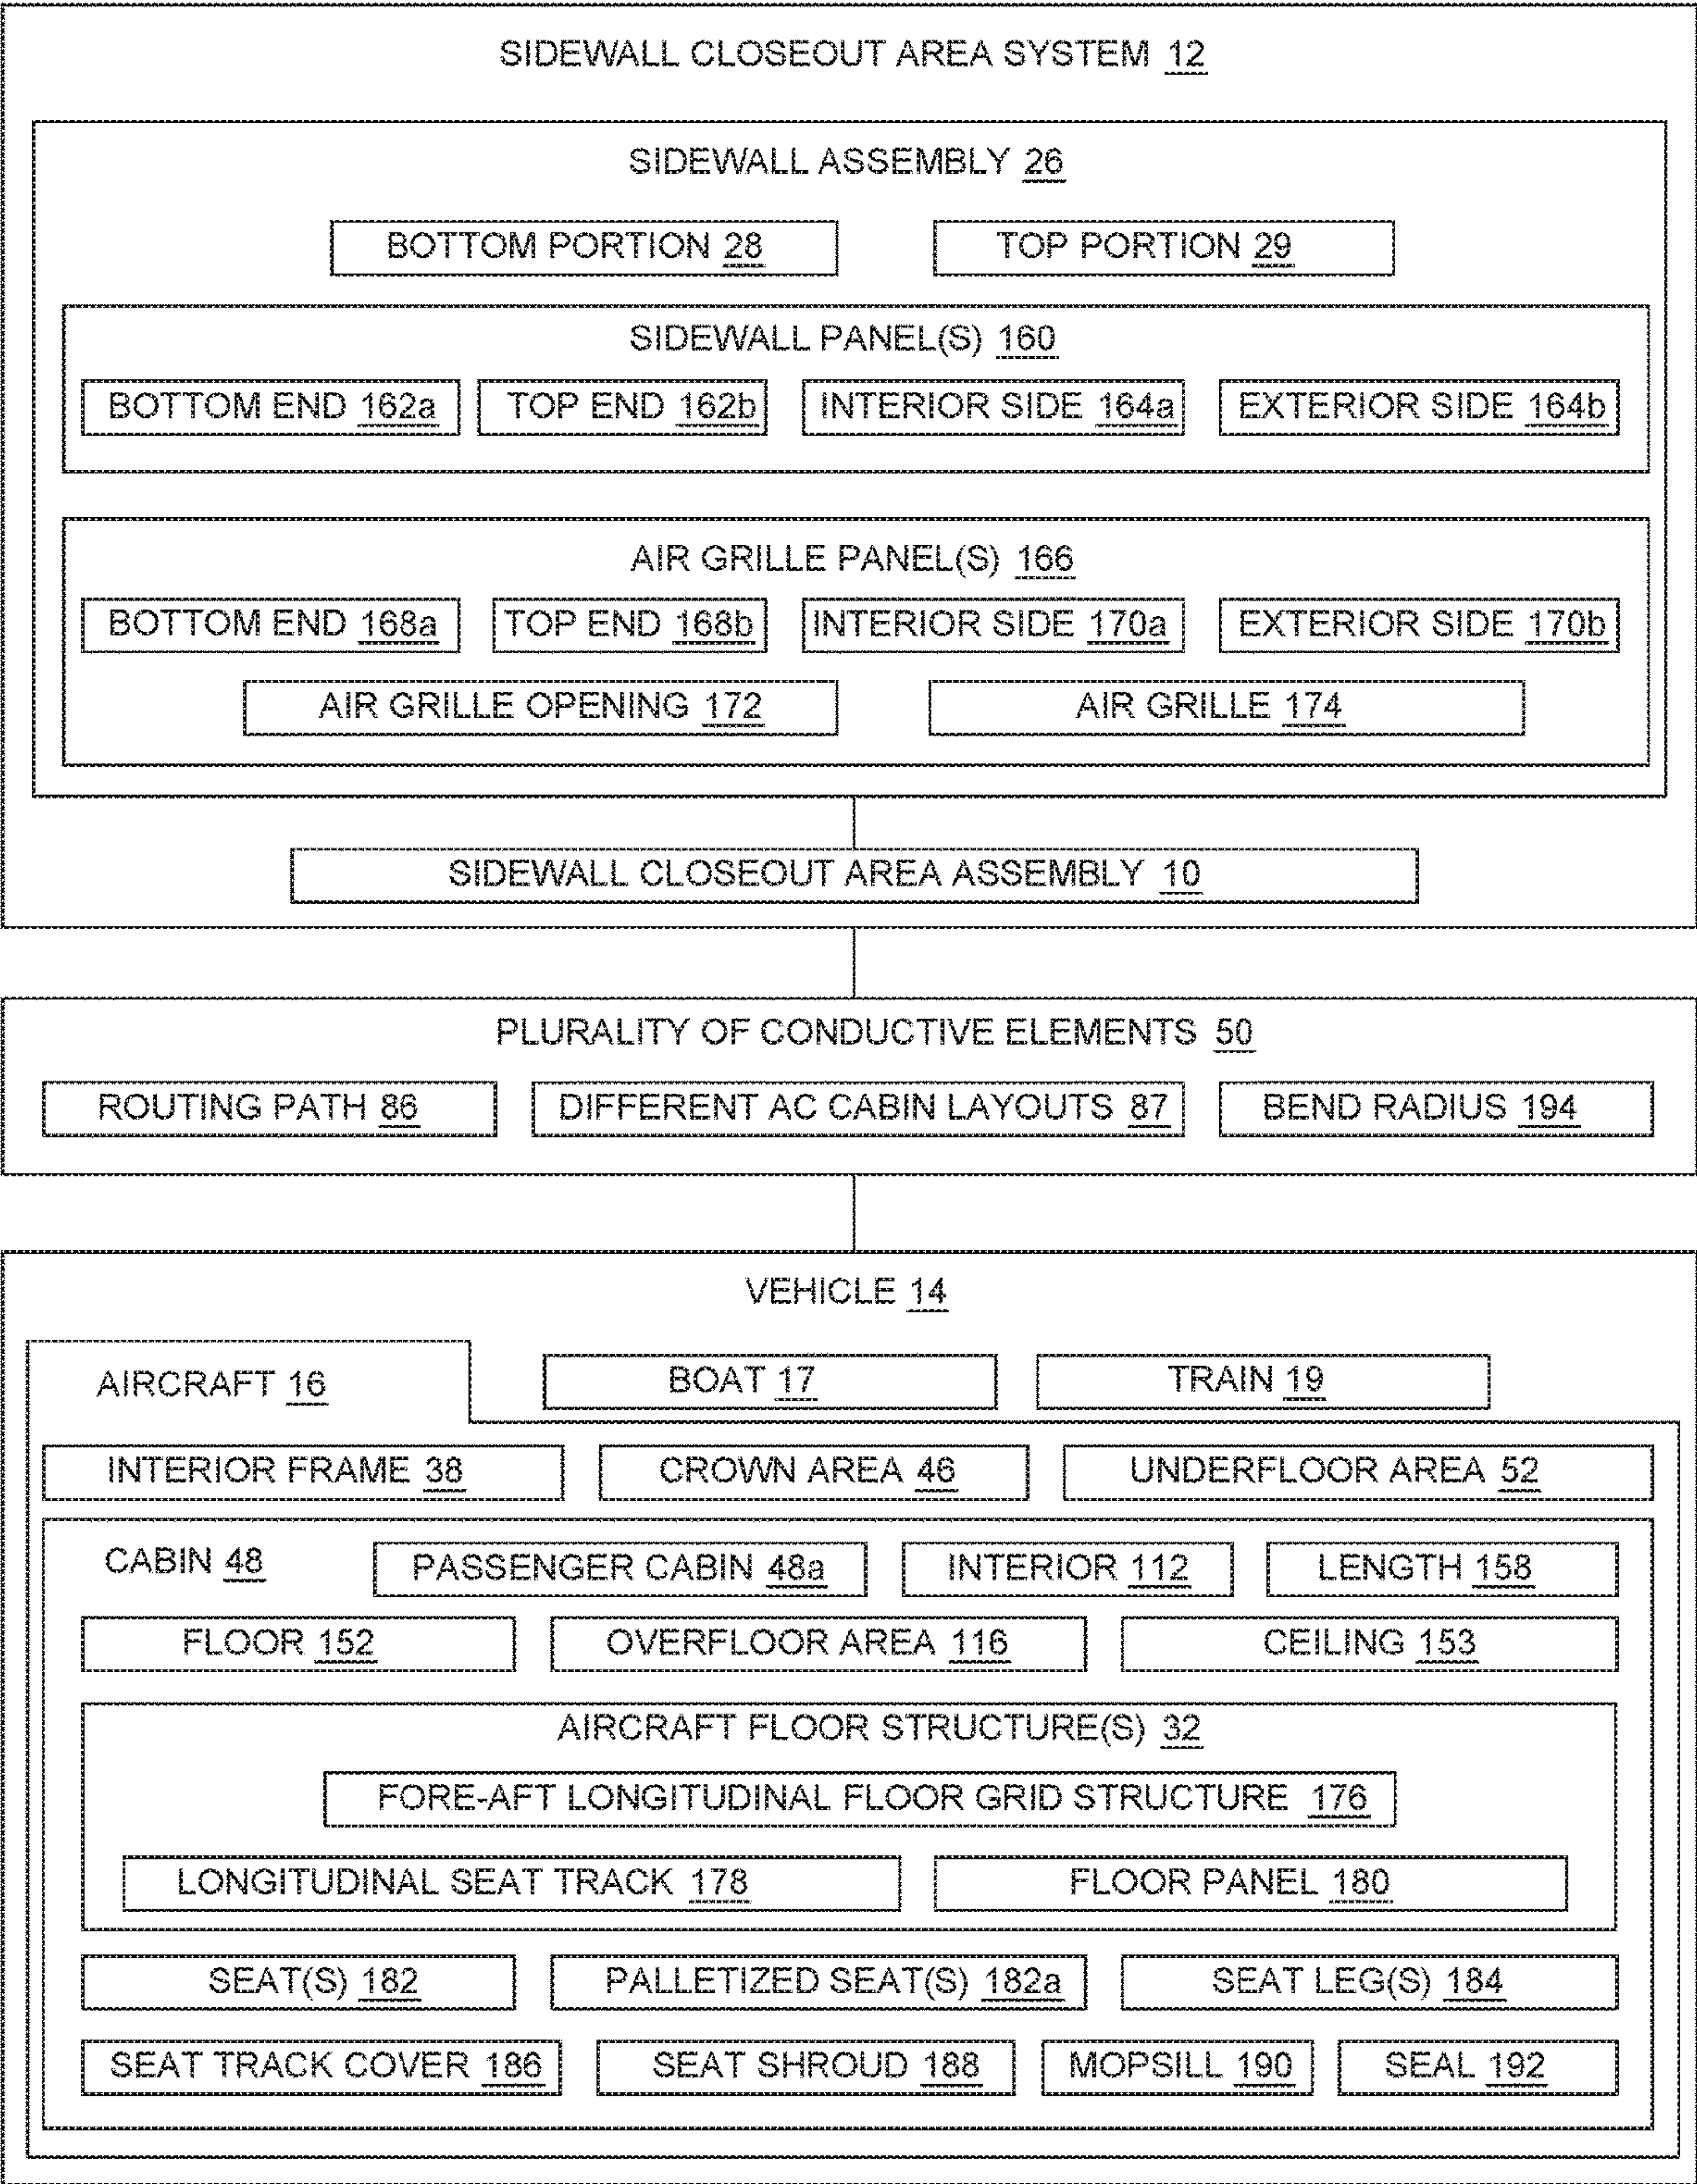 SIDEWALL CLOSEOUT AREA SYSTEM 12
SIDEWALL ASSEMBLY 26
BOTTOM PORTION 28 TOP PORTION 29
SIDEWALL PANEL(S) 160
BOTTOM END 162a TOP END 162b INTERIOR SIDE 164a EXTERIOR SIDE 164b
AIR GRILLE PANEL(S) 166
BOTTOM END 168a TOP END 168b INTERIOR SIDE 170a EXTERIOR SIDE 170b
AIR GRILLE OPENING 172 AIR GRILLE 174
SIDEWALL CLOSEOUT AREA ASSEMBLY 10
PLURALITY OF CONDUCTIVE ELEMENTS 50
ROUTING PATH 86 DIFFERENT AC CABIN LAYOUTS 87 BEND RADIUS 194
VEHICLE 14
AIRCRAFT 16 BOAT 17 TRAIN 19
INTERIOR FRAME 38 CROWN AREA 46 UNDERFLOOR AREA 52
CABIN 48 PASSENGER CABIN 48a INTERIOR 112 LENGTH 158
FLOOR 152 OVERFLOOR AREA 116 CEILING 153
AIRCRAFT FLOOR STRUCTURE(S) 32
FORE-AFT LONGITUDINAL FLOOR GRID STRUCTURE 176
LONGITUDINAL SEAT TRACK 178 FLOOR PANEL 180
SEAT(S) 182 PALLETIZED SEAT(S) 182a SEAT LEG(S) 184
SEAT TRACK COVER 186 SEAT SHROUD 188 MOPSILL 190 SEAL 192